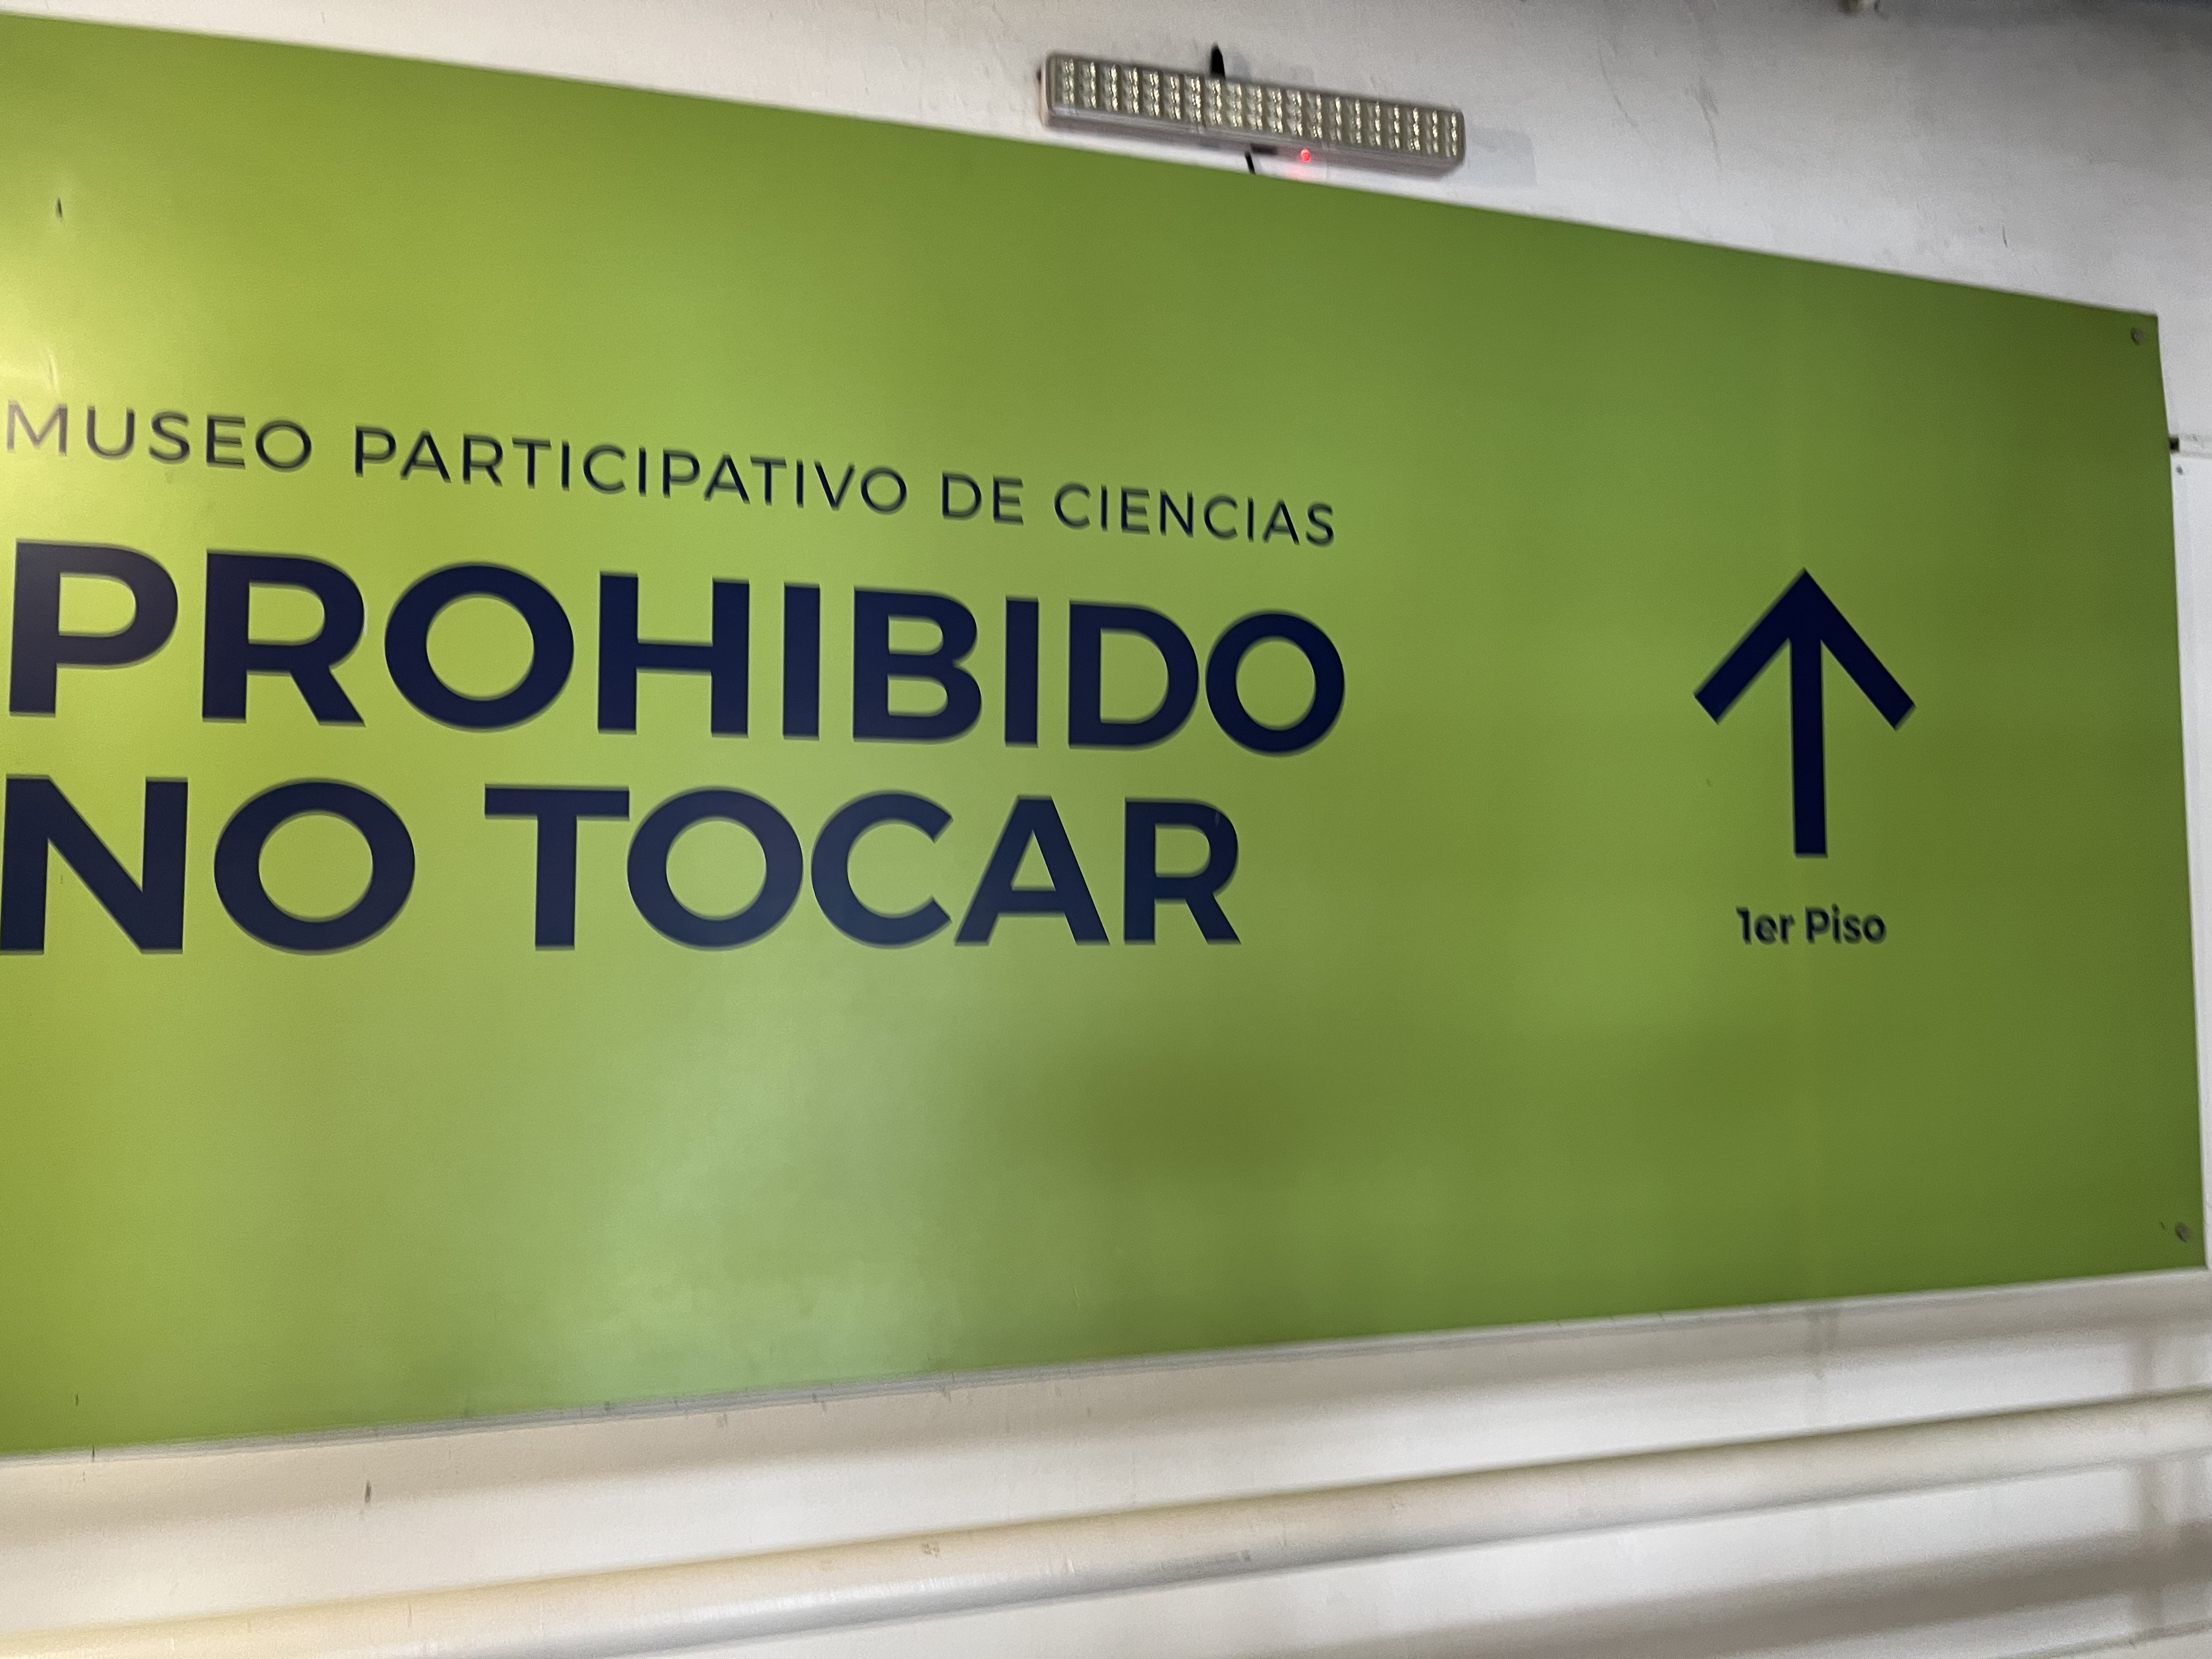 MUSEO PARTICIPATIVO DE CIENCIAS
PROHIBIDO
NO TOCAR
1er Piso